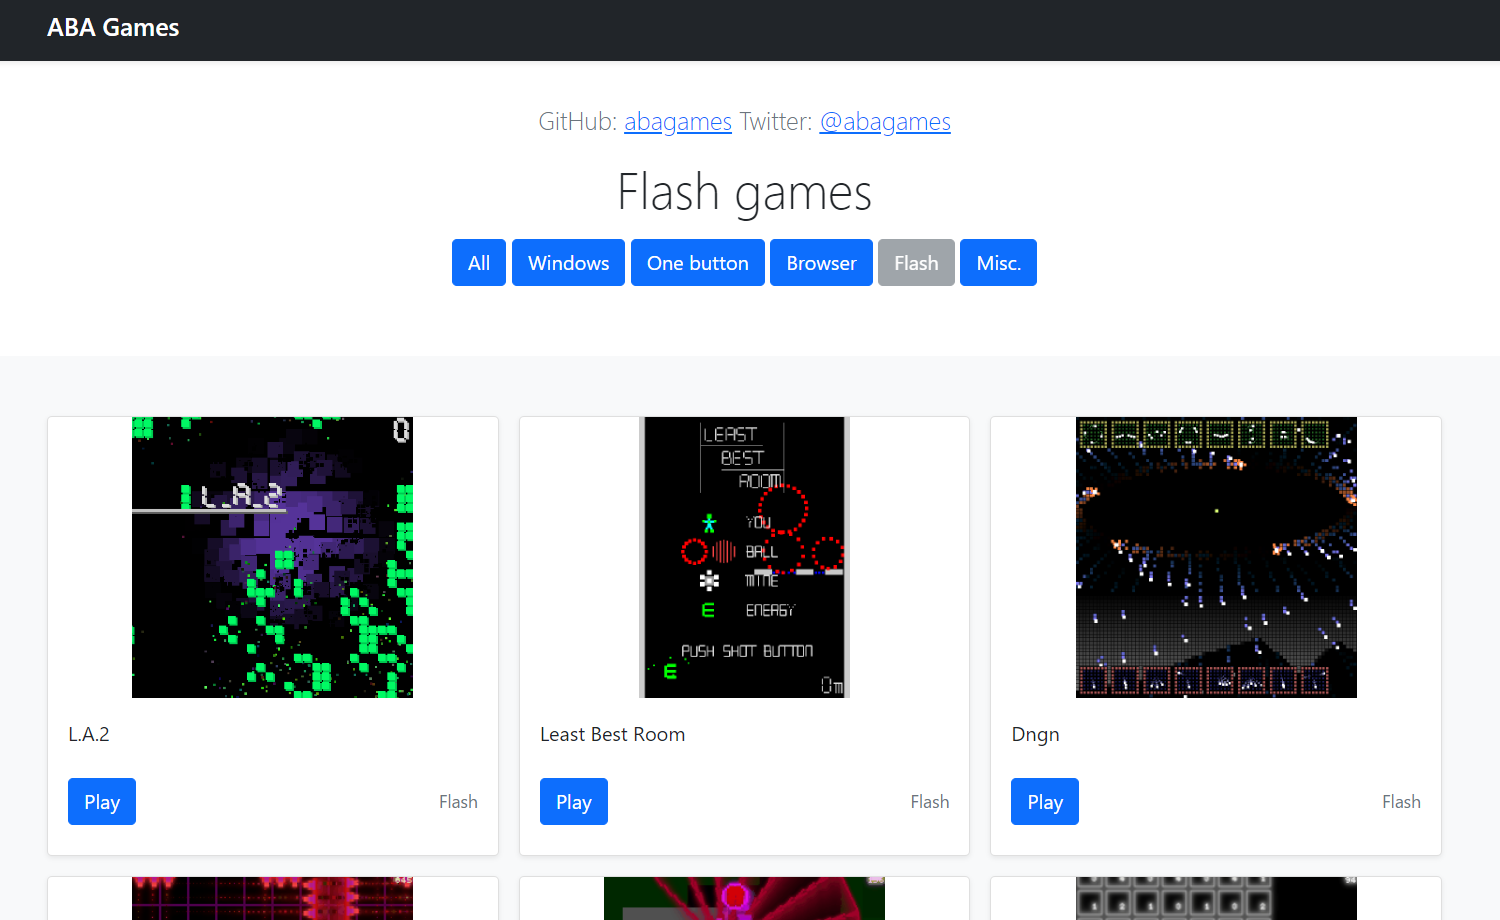 ABA Games
GitHub: abagames Twitter: @abagames
Flash games
All Windows One button Browser Flash Misc.
0
L.A.2
LEAST
BEST
ROOM
YOU
BALL
MINE
E ENERGY
PUSH SHOT BUTTON
E
0m
L.A.2
Least Best Room
Dngn
Play Flash
Play Flash
Play Flash